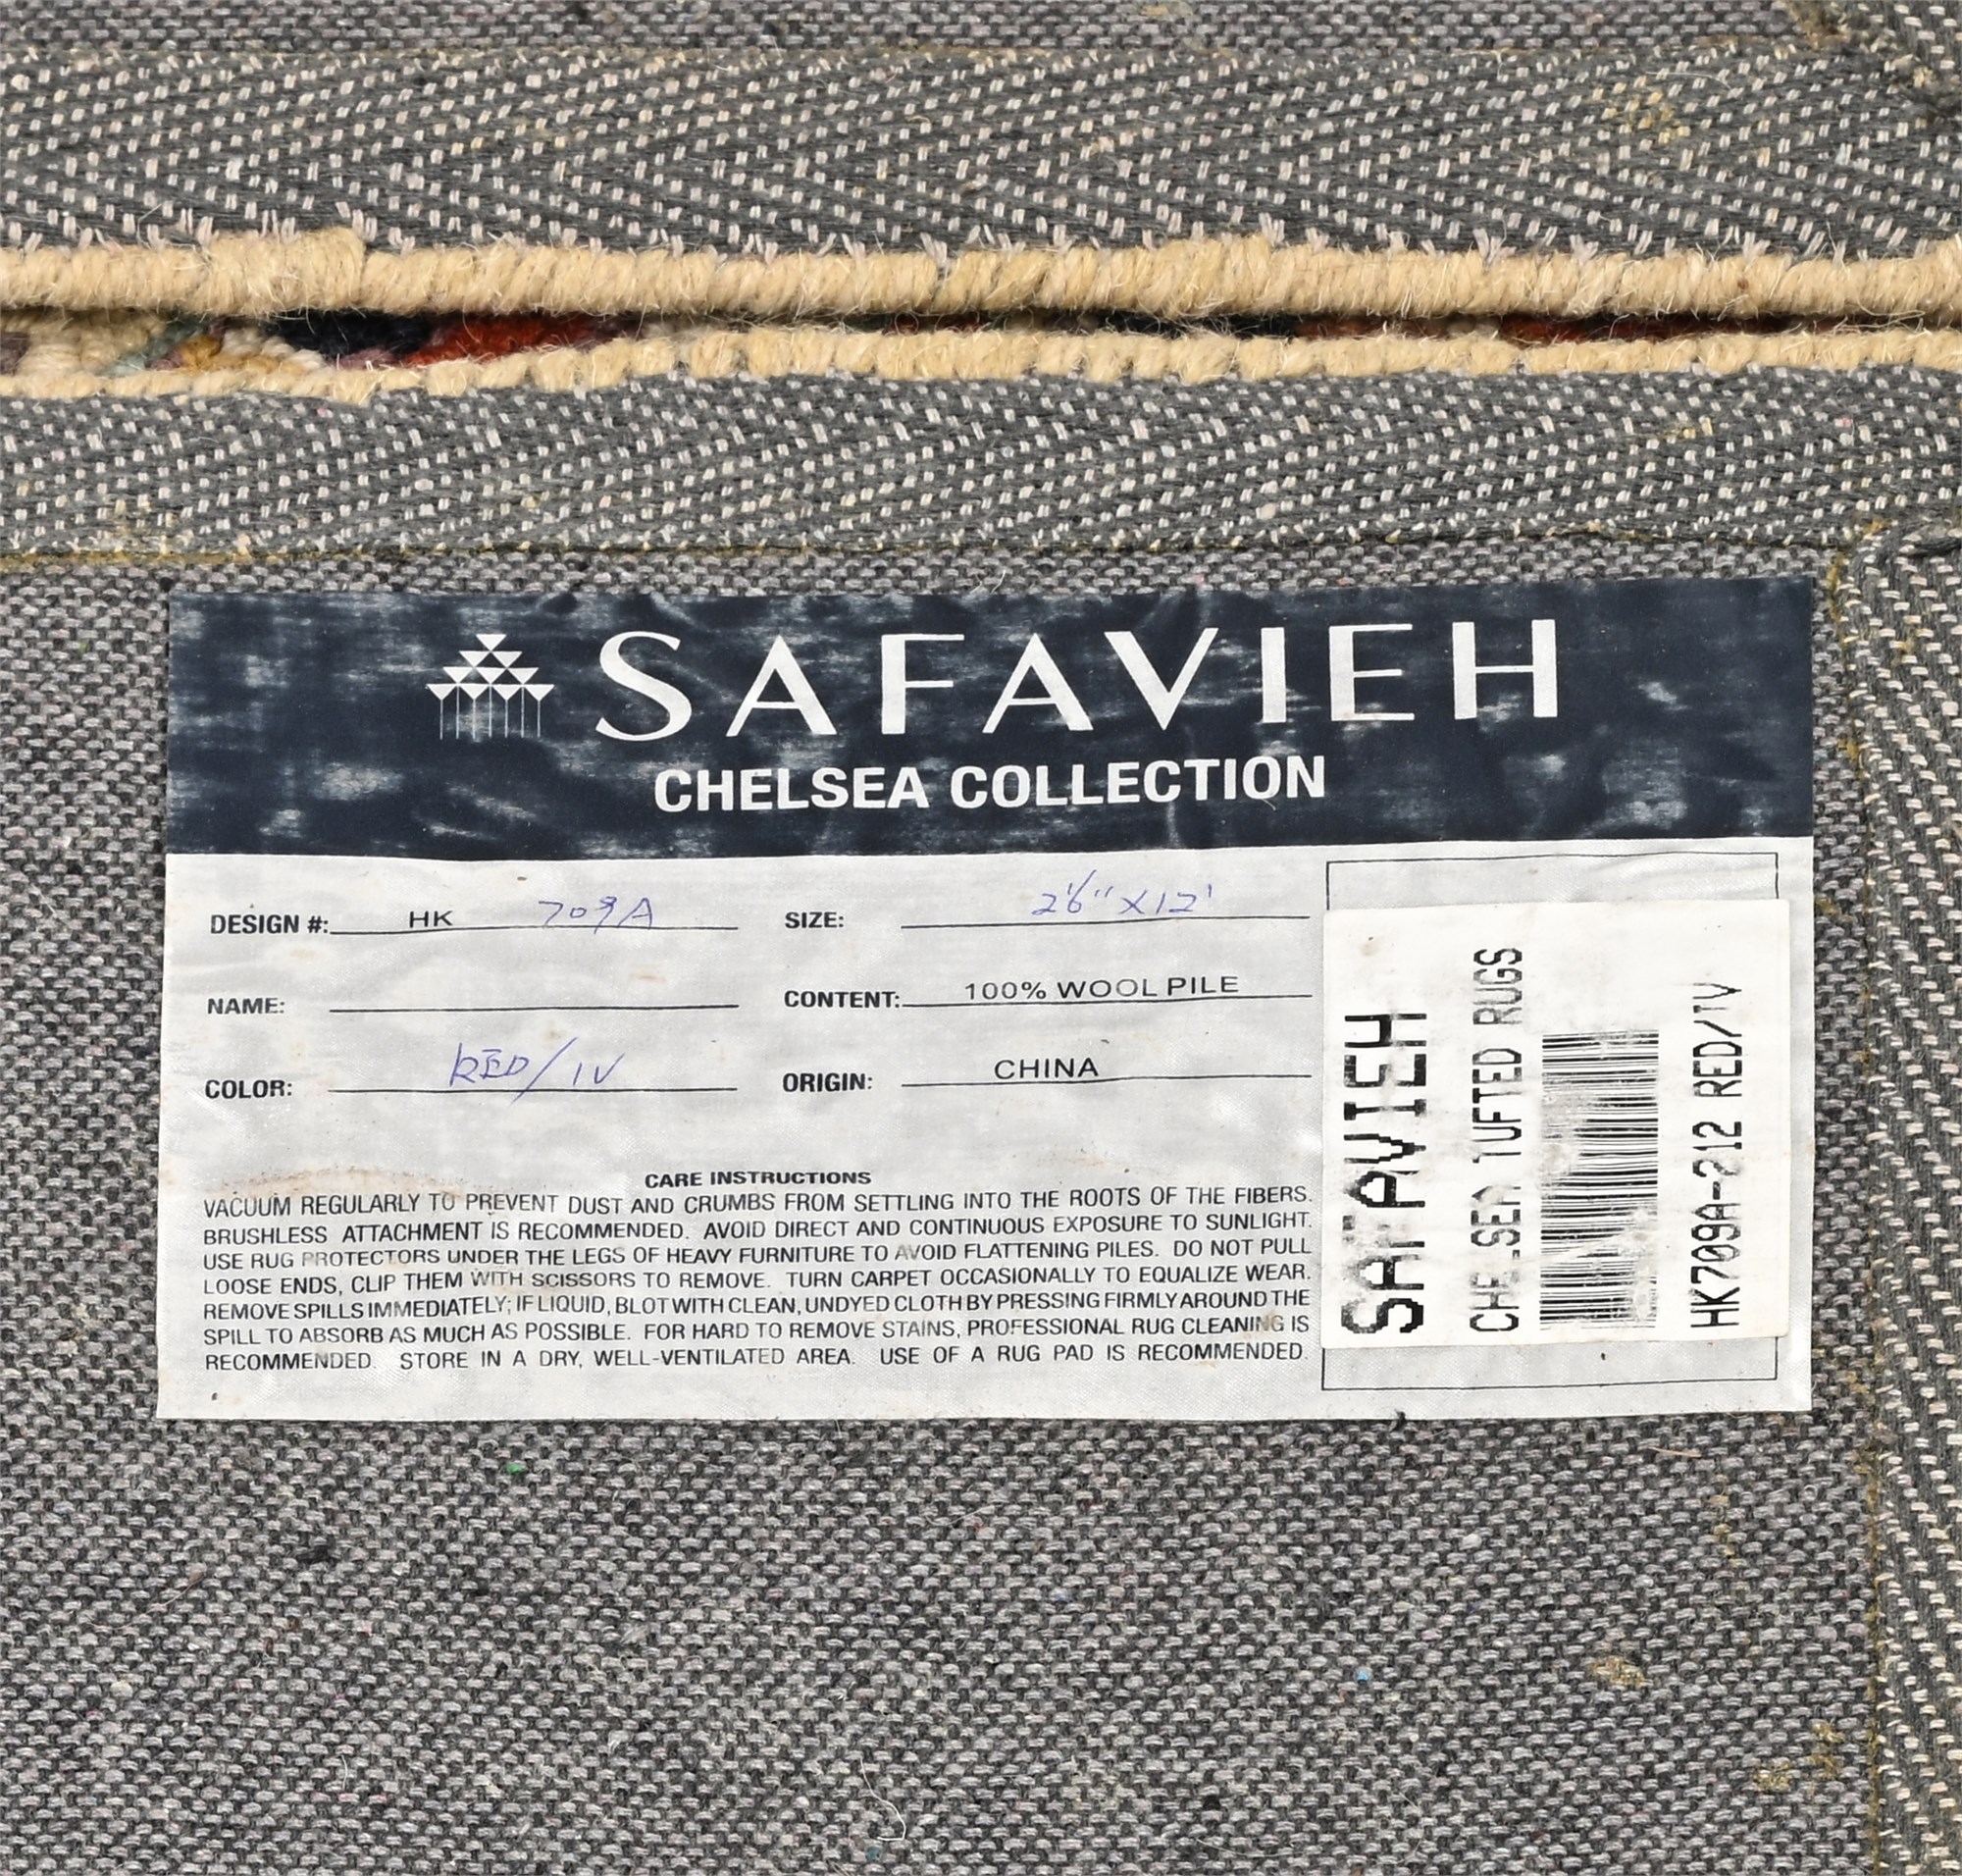 SAFAVIEH
CHELSEA COLLECTION
DESIGN #: HK 709A
SIZE: 2'6" X 12'
NAME:
CONTENT: 100% WOOL PILE
COLOR: RED/IV
ORIGIN: CHINA
CARE INSTRUCTIONS
VACUUM REGULARLY TO PREVENT DUST AND CRUMBS FROM SETTLING INTO THE ROOTS OF THE FIBERS.
BRUSHLESS ATTACHMENT IS RECOMMENDED. AVOID DIRECT AND CONTINUOUS EXPOSURE TO SUNLIGHT.
USE RUG PROTECTORS UNDER THE LEGS OF HEAVY FURNITURE TO AVOID FLATTENING PILES. DO NOT PULL
LOOSE ENDS, CLIP THEM WITH SCISSORS TO REMOVE. TURN CARPET OCCASIONALLY TO EQUALIZE WEAR.
REMOVE SPILLS IMMEDIATELY; IF LIQUID, BLOT WITH CLEAN, UNDYED CLOTH BY PRESSING FIRMLY AROUND THE
SPILL TO ABSORB AS MUCH AS POSSIBLE. FOR HARD TO REMOVE STAINS, PROFESSIONAL RUG CLEANING IS
RECOMMENDED. STORE IN A DRY, WELL-VENTILATED AREA. USE OF A RUG PAD IS RECOMMENDED.
SAFAVIEH
CHELSEA TUFTED RUGS
HK709A-212 RED/IV